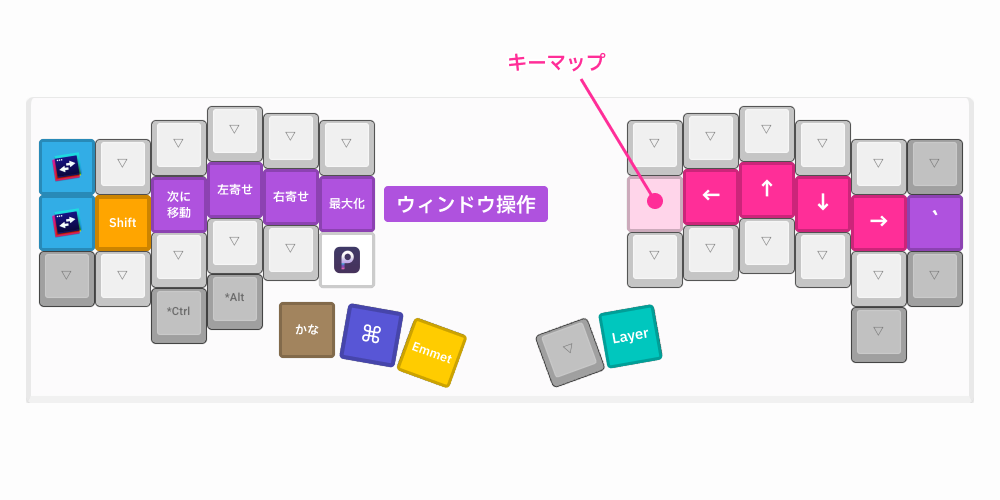 キーマップ
左寄せ
次に
移動
右寄せ
最大化
ウィンドウ操作
Shift
←
↑
↓
→
`
*Ctrl
*Alt
かな
⌘
Emmet
Layer